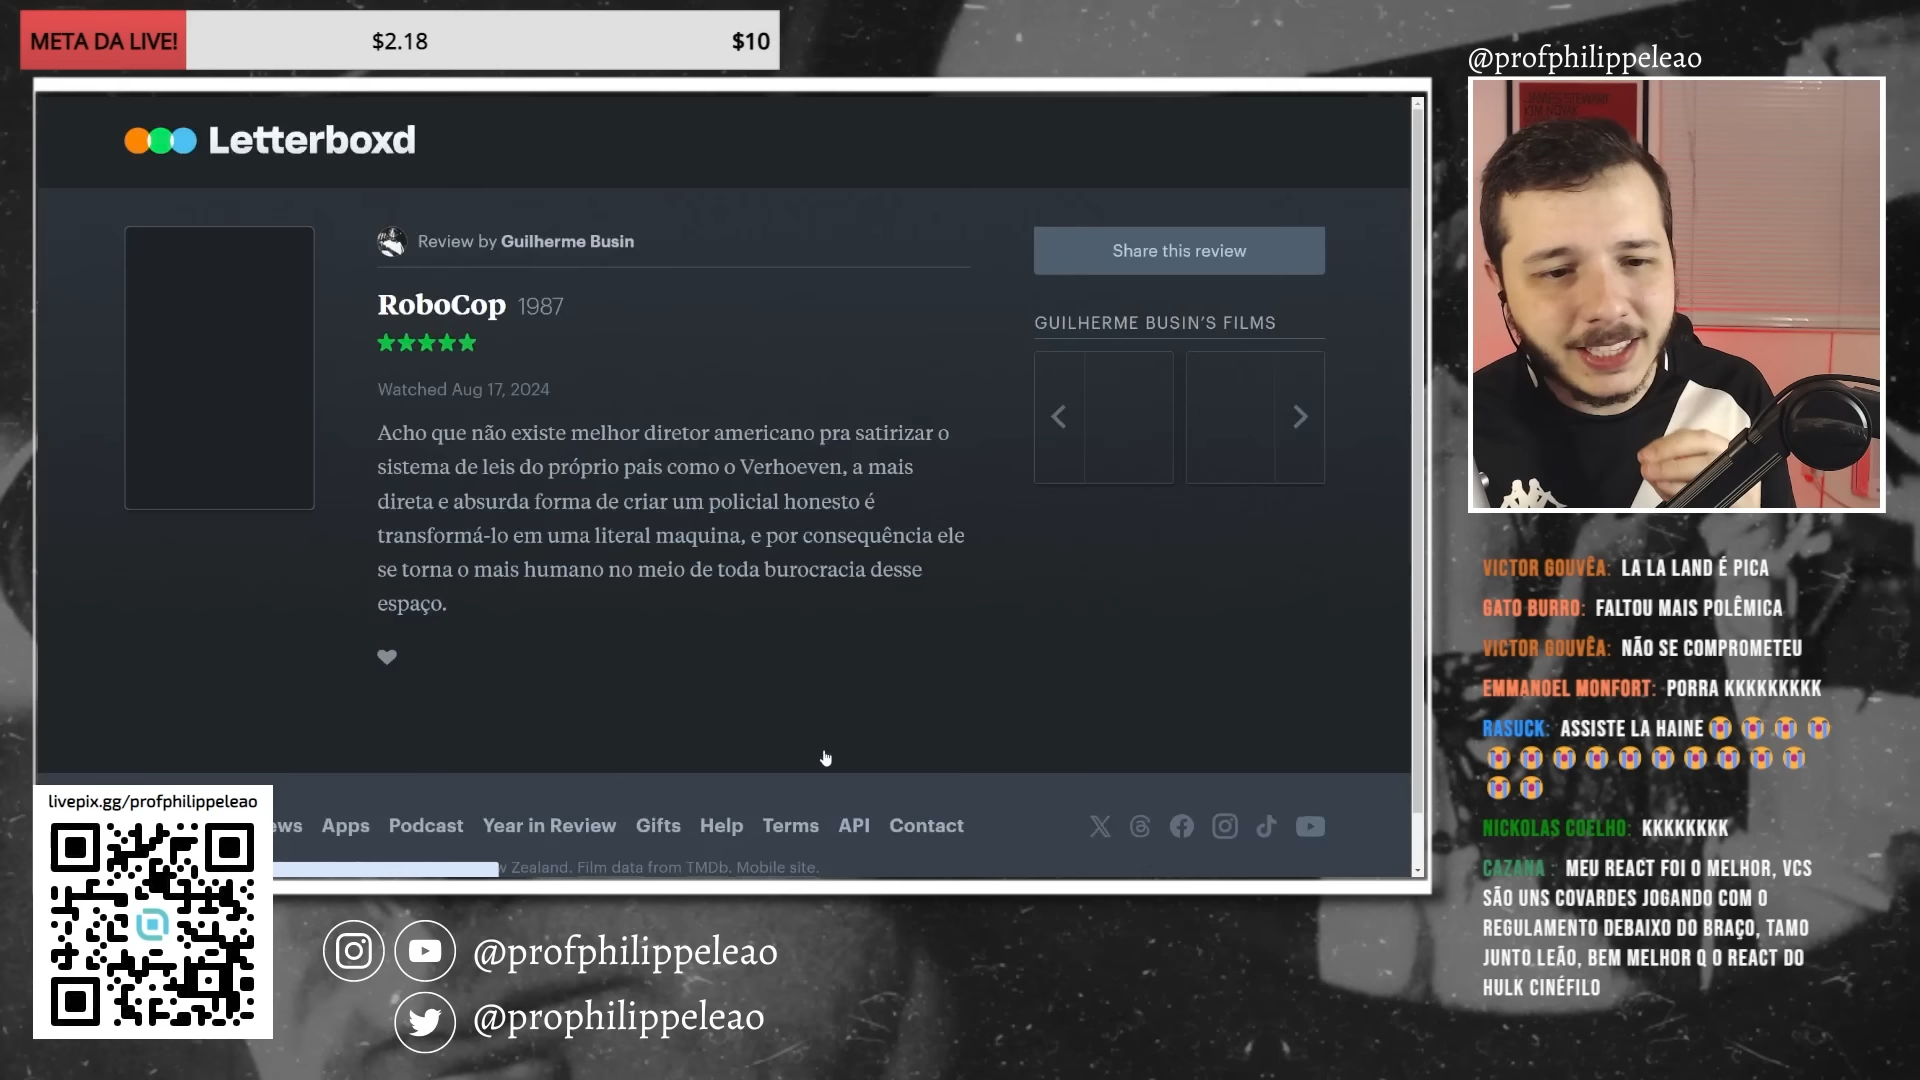 META DA LIVE!
$2.18
$10
@profphilippeleao
Letterboxd
Review by Guilherme Busin
RoboCop 1987
Watched Aug 17, 2024
Acho que não existe melhor diretor americano pra satirizar o
sistema de leis do próprio pais como o Verhoeven, a mais
direta e absurda forma de criar um policial honesto é
transformá-lo em uma literal maquina, e por consequência ele
se torna o mais humano no meio de toda burocracia desse
espaço.
Share this review
GUILHERME BUSIN'S FILMS
VICTOR GOUVÊA: LA LA LAND É PICA
GATO BURRO: FALTOU MAIS POLÊMICA
VICTOR GOUVÊA: NÃO SE COMPROMETEU
EMMANOEL MONFORT: PORRA KKKKKKKKK
RASUCK: ASSISTE LA HAINE 😭 😭 😭 😭
😭 😭 😭 😭 😭 😭 😭 😭 😭 😭
😭 😭
NICKOLAS COELHO: KKKKKKKK
CAZANA : MEU REACT FOI O MELHOR, VCS
SÃO UNS COVARDES JOGANDO COM O
REGULAMENTO DEBAIXO DO BRAÇO, TAMO
JUNTO LEÃO, BEM MELHOR Q O REACT DO
HULK CINÉFILO
livepix.gg/profphilippeleao
ews Apps Podcast Year in Review Gifts Help Terms API Contact
w Zealand. Film data from TMDb. Mobile site.
@profphilippeleao
@prophilippeleao